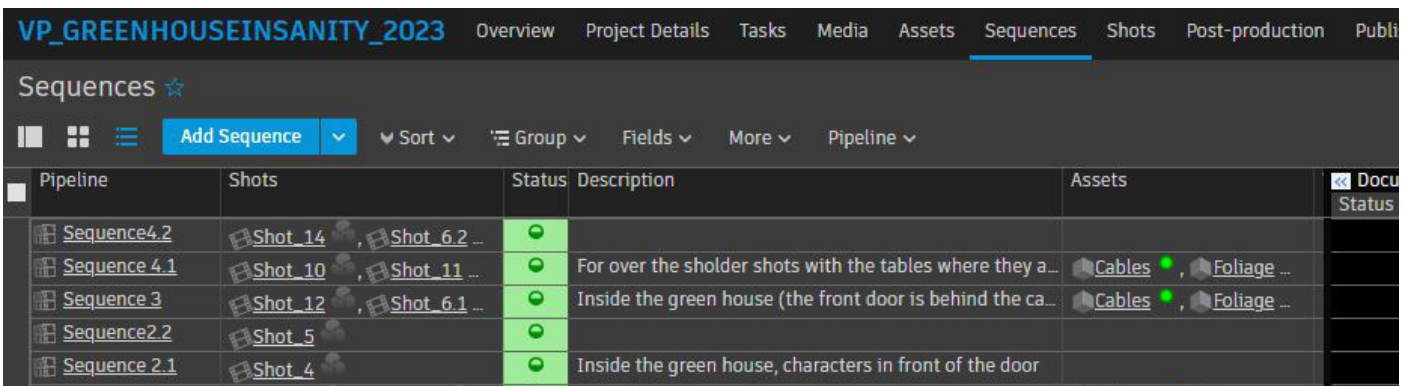 VP_GREENHOUSEINSANITY_2023 Overview Project Details Tasks Media Assets Sequences Shots Post-production Publi
Sequences
Add Sequence Sort Group Fields More Pipeline
Pipeline Shots Status Description Assets Docu
Status
Sequence4.2 Shot_14 , Shot_6.2 ...
Sequence 4.1 Shot_10 , Shot_11 ... For over the sholder shots with the tables where they a... Cables , Foliage ...
Sequence 3 Shot_12 , Shot_6.1 ... Inside the green house (the front door is behind the ca... Cables , Foliage ...
Sequence2.2 Shot_5
Sequence 2.1 Shot_4 Inside the green house, characters in front of the door